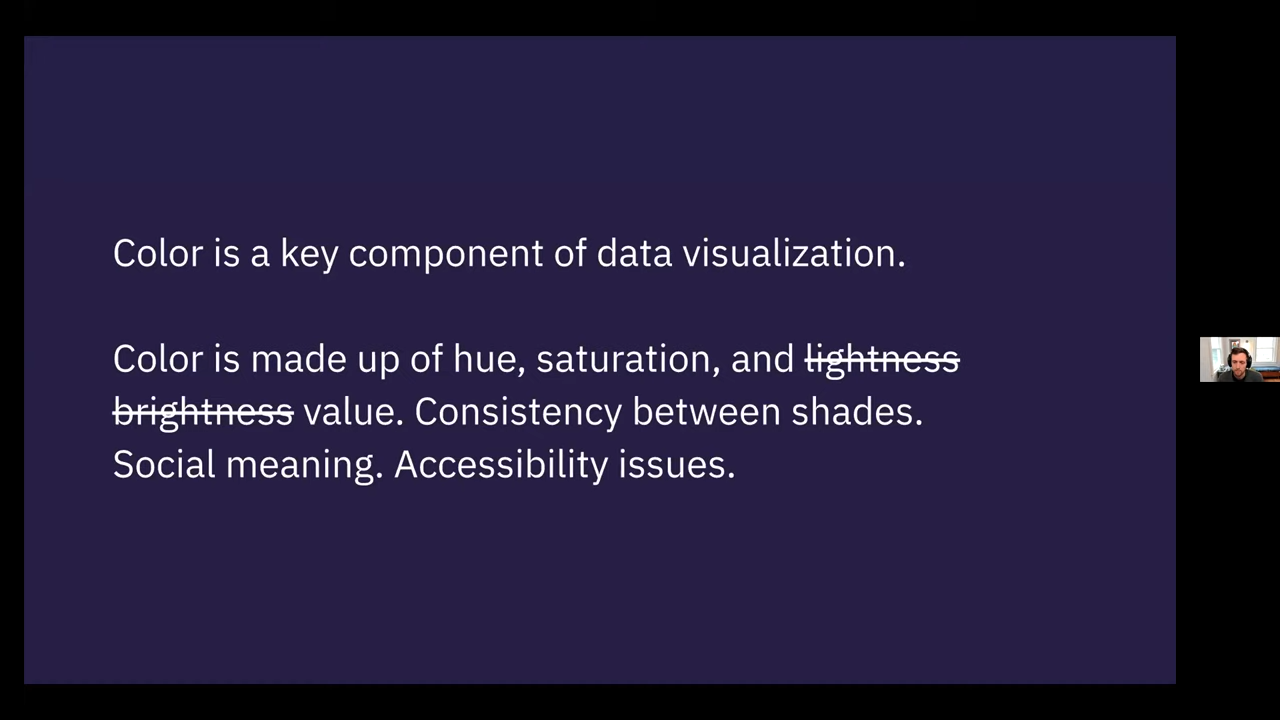 Color is a key component of data visualization.
Color is made up of hue, saturation, and lightness
brightness value. Consistency between shades.
Social meaning. Accessibility issues.